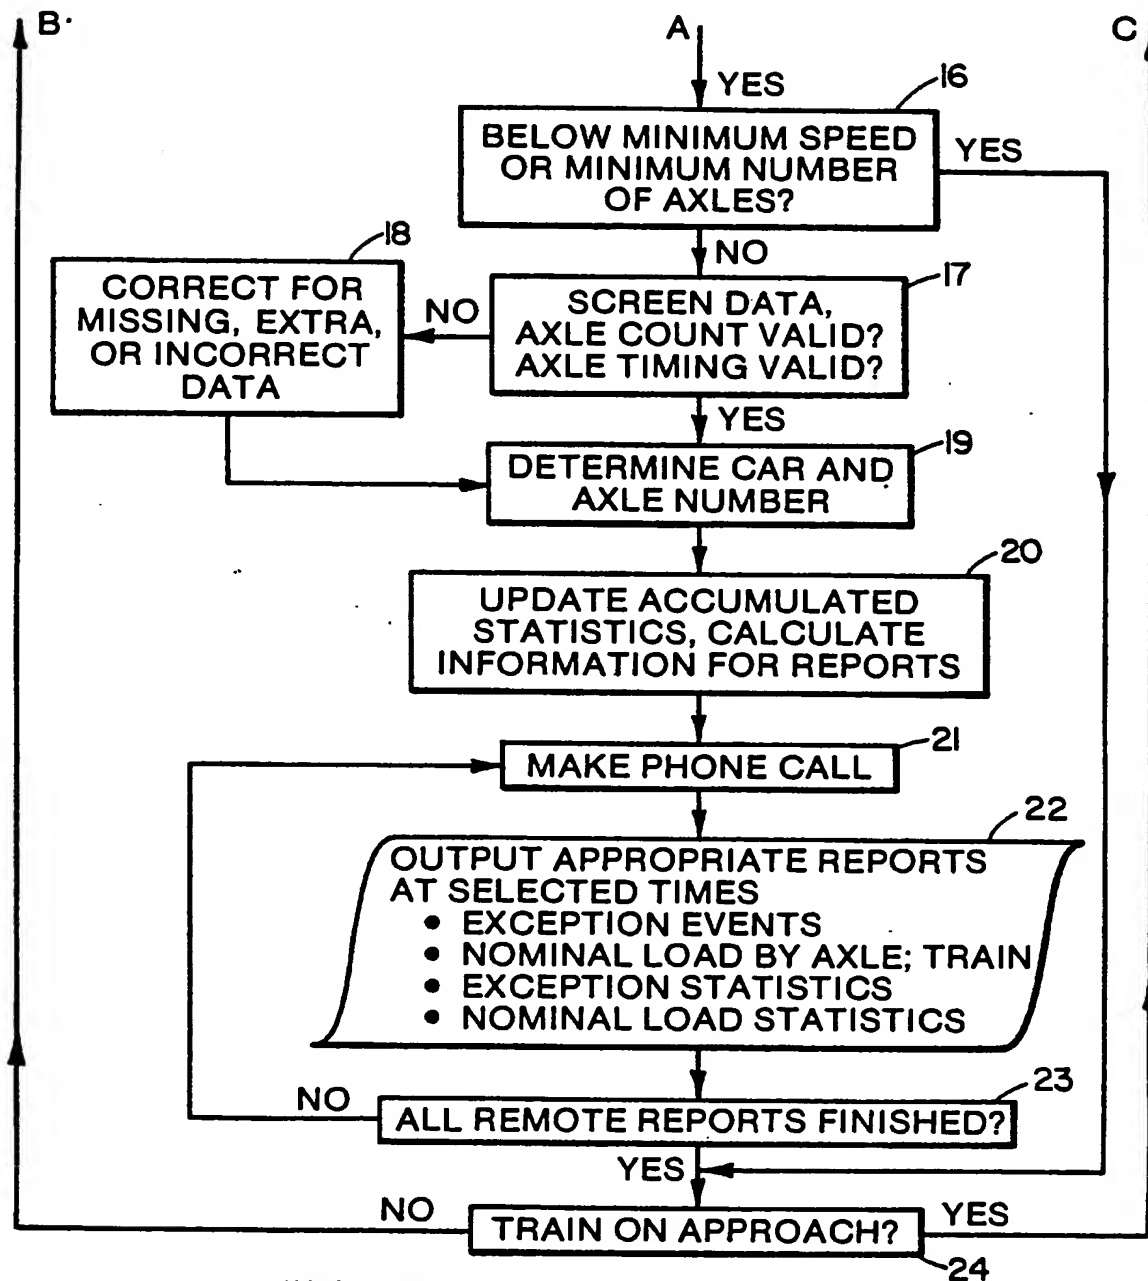 B
A
C
YES
16
BELOW MINIMUM SPEED
OR MINIMUM NUMBER
OF AXLES?
YES
NO
18
CORRECT FOR
MISSING, EXTRA,
OR INCORRECT
DATA
NO
17
SCREEN DATA,
AXLE COUNT VALID?
AXLE TIMING VALID?
YES
19
DETERMINE CAR AND
AXLE NUMBER
20
UPDATE ACCUMULATED
STATISTICS, CALCULATE
INFORMATION FOR REPORTS
21
MAKE PHONE CALL
22
OUTPUT APPROPRIATE REPORTS
AT SELECTED TIMES
• EXCEPTION EVENTS
• NOMINAL LOAD BY AXLE; TRAIN
• EXCEPTION STATISTICS
• NOMINAL LOAD STATISTICS
23
NO
ALL REMOTE REPORTS FINISHED?
YES
NO
TRAIN ON APPROACH?
YES
24